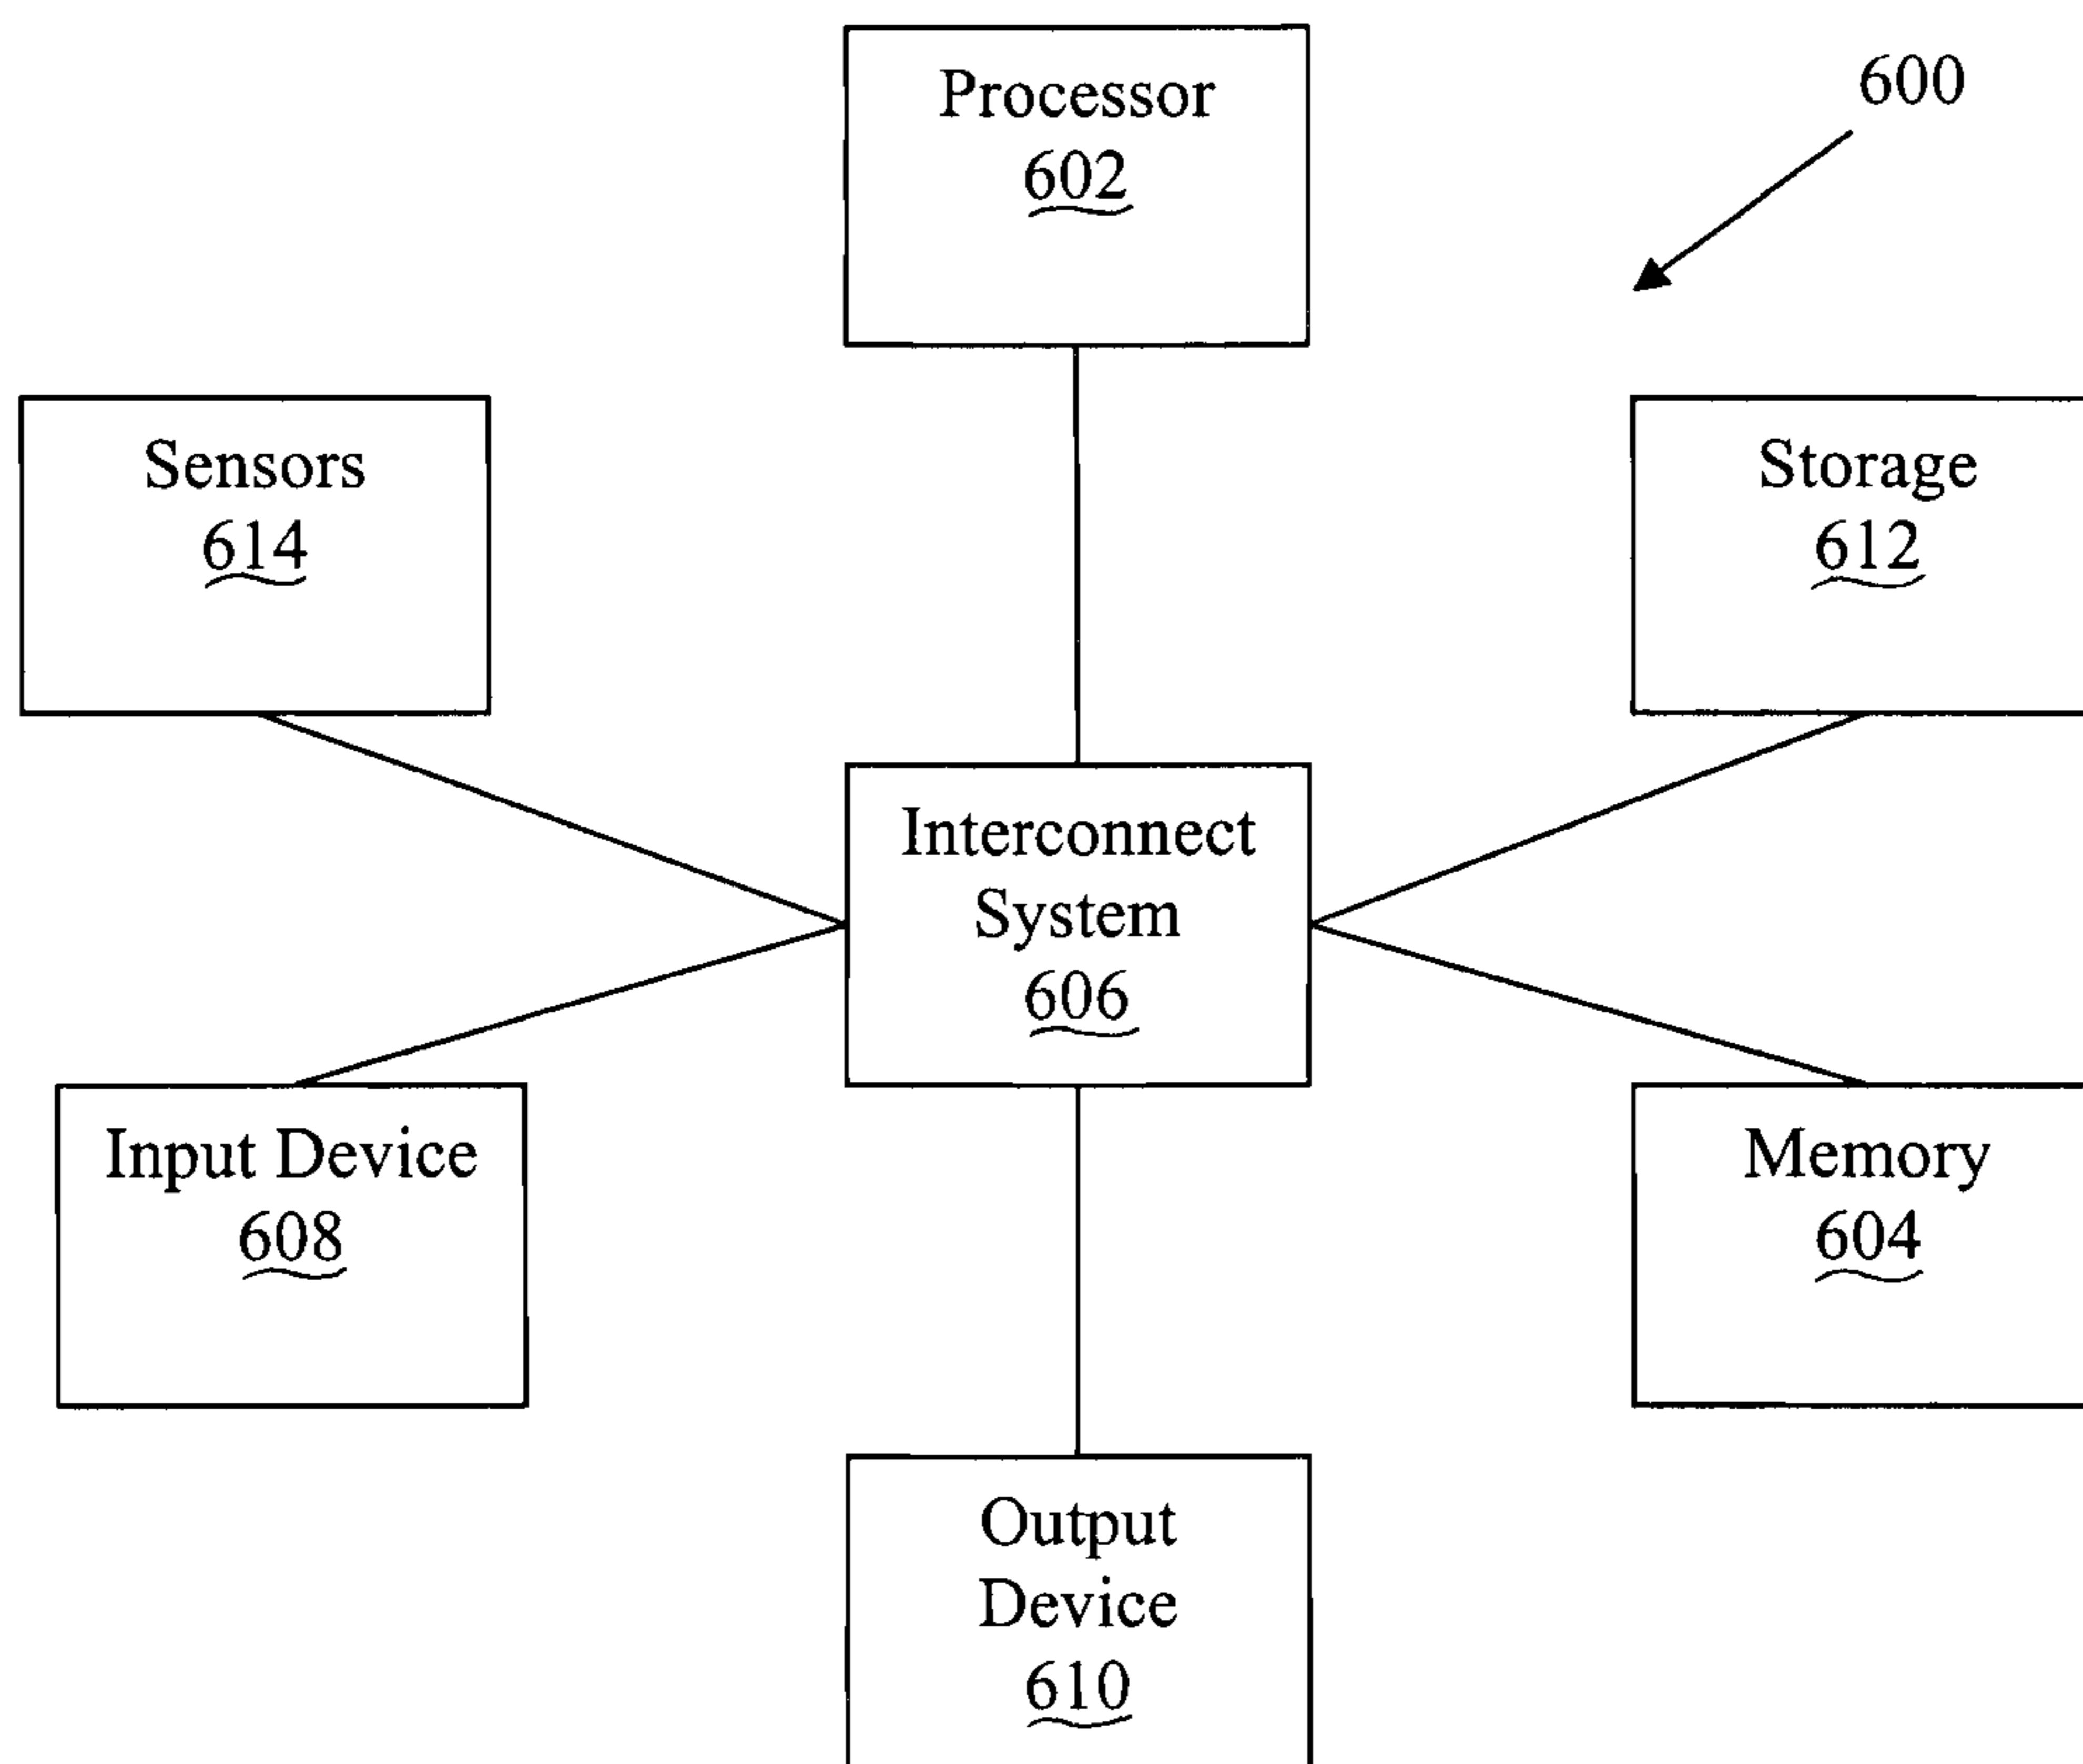 Processor
602
600
Sensors
614
Storage
612
Interconnect
System
606
Input Device
608
Memory
604
Output
Device
610